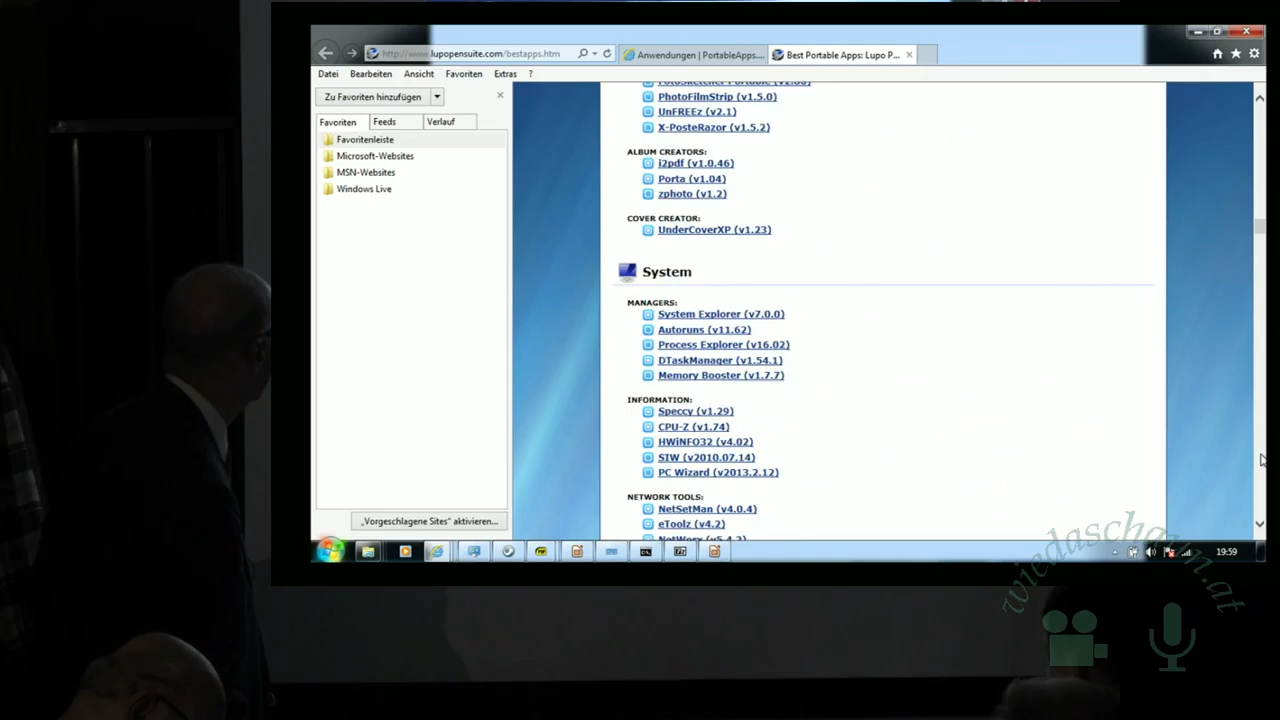 http://www.lupopensuite.com/bestapps.htm
Anwendungen | PortableApps....
Best Portable Apps: Lupo P...
Datei Bearbeiten Ansicht Favoriten Extras ?
Zu Favoriten hinzufügen
Favoriten Feeds Verlauf
Favoritenleiste
Microsoft-Websites
MSN-Websites
Windows Live
„Vorgeschlagene Sites" aktivieren...
PhotoFilmStrip (v1.5.0)
UnFREEz (v2.1)
X-PosteRazor (v1.5.2)
ALBUM CREATORS:
i2pdf (v1.0.46)
Porta (v1.04)
zphoto (v1.2)
COVER CREATOR:
UnderCoverXP (v1.23)
System
MANAGERS:
System Explorer (v7.0.0)
Autoruns (v11.62)
Process Explorer (v16.02)
DTaskManager (v1.54.1)
Memory Booster (v1.7.7)
INFORMATION:
Speccy (v1.29)
CPU-Z (v1.74)
HWiNFO32 (v4.02)
SIW (v2010.07.14)
PC Wizard (v2013.2.12)
NETWORK TOOLS:
NetSetMan (v4.0.4)
eToolz (v4.2)
19:59
wiedaschaun.at